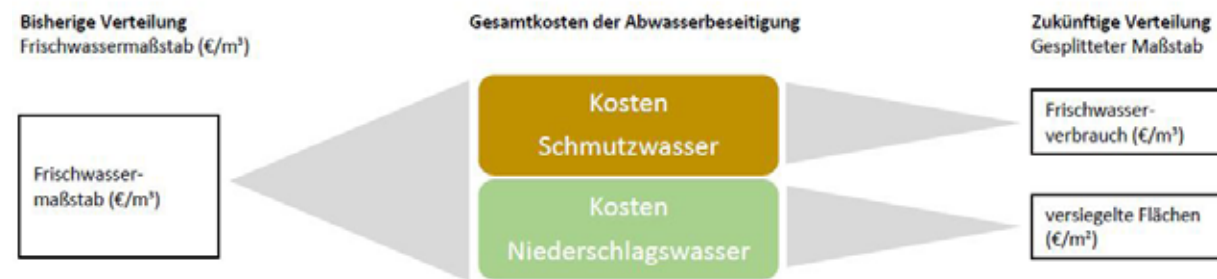 Bisherige Verteilung
Frischwassermaßstab (€/m³)
Gesamtkosten der Abwasserbeseitigung
Zukünftige Verteilung
Gesplitteter Maßstab
Frischwasser-
maßstab (€/m³)
Kosten
Schmutzwasser
Kosten
Niederschlagswasser
Frischwasser-
verbrauch (€/m³)
versiegelte Flächen
(€/m²)